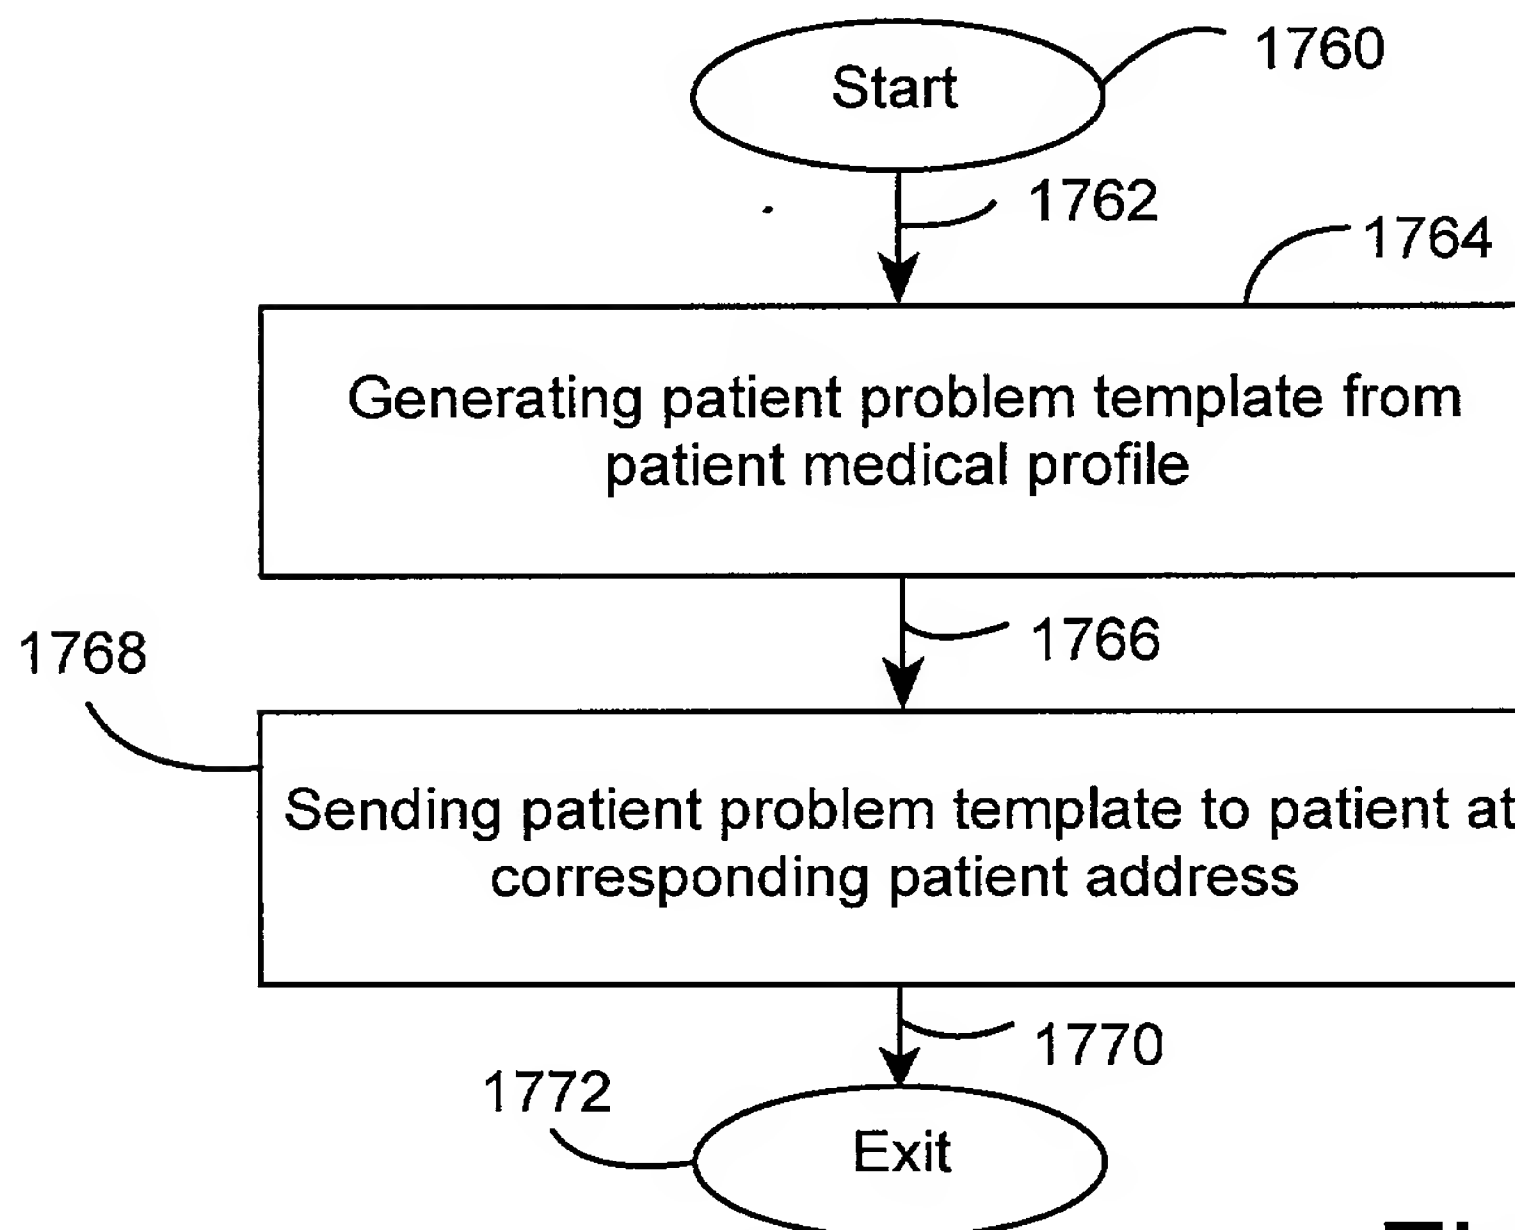 Start
1760
1762
1764
Generating patient problem template from
patient medical profile
1766
1768
Sending patient problem template to patient at
corresponding patient address
1770
1772
Exit